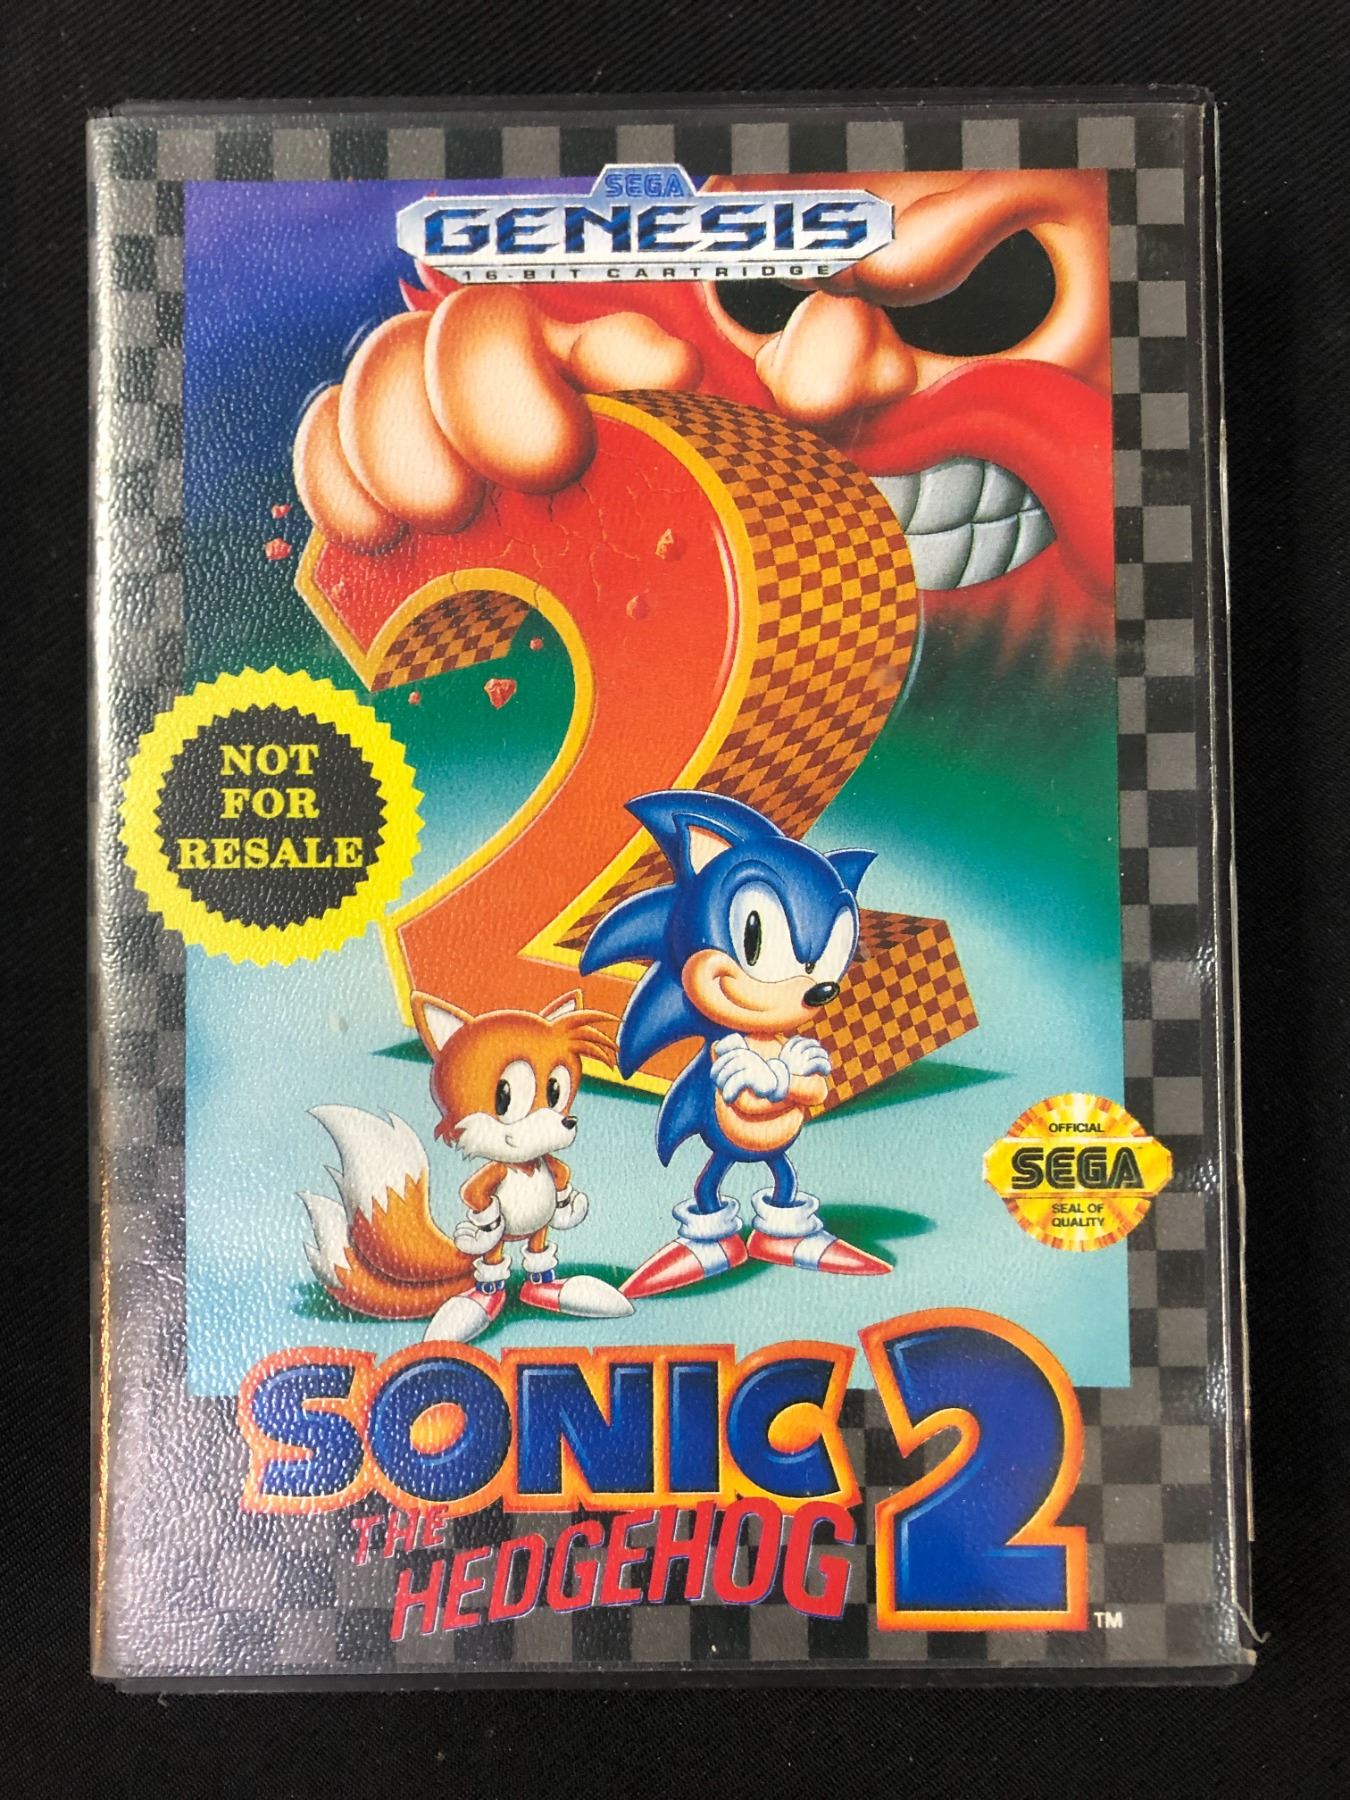 SEGA
GENESIS
16-BIT CARTRIDGE
NOT
FOR
RESALE
OFFICIAL
SEGA
SEAL OF
QUALITY
SONIC 2
THE
HEDGEHOG
TM